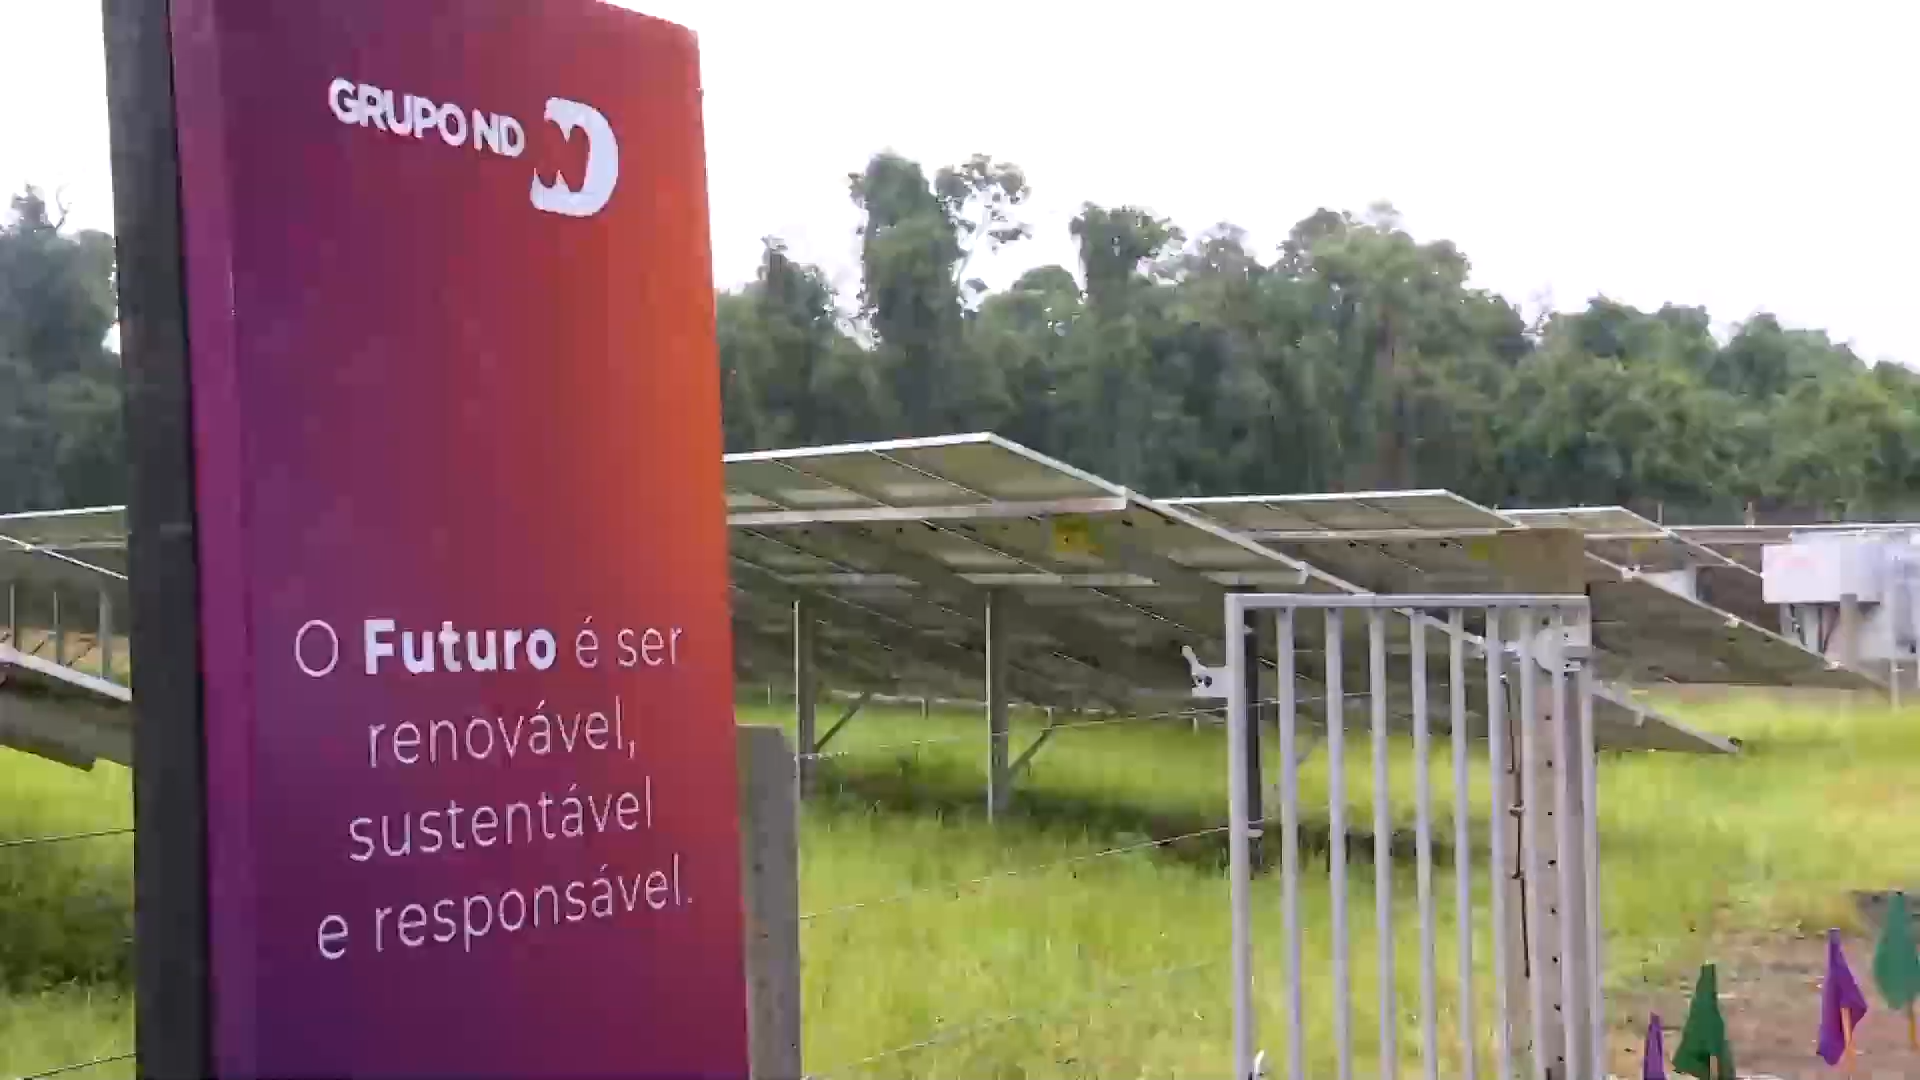 GRUPO ND
O Futuro é ser
renovável,
sustentável
e responsável.